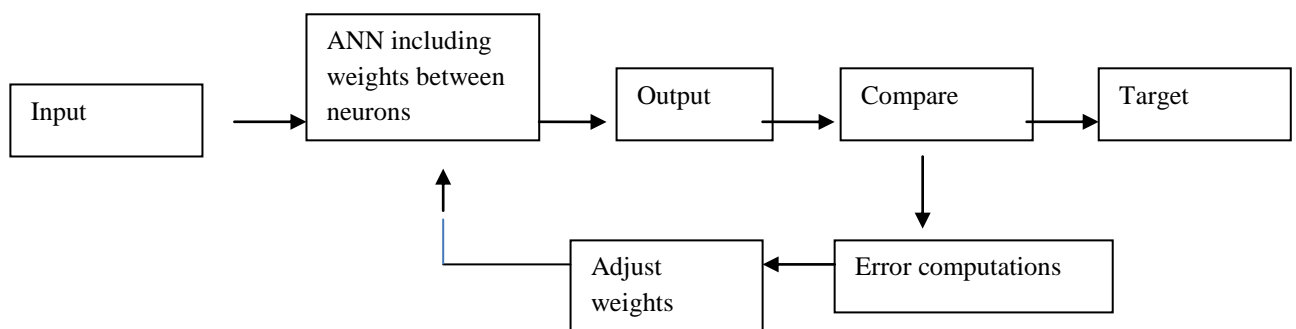 Input
ANN including
weights between
neurons
Output
Compare
Target
Adjust
weights
Error computations